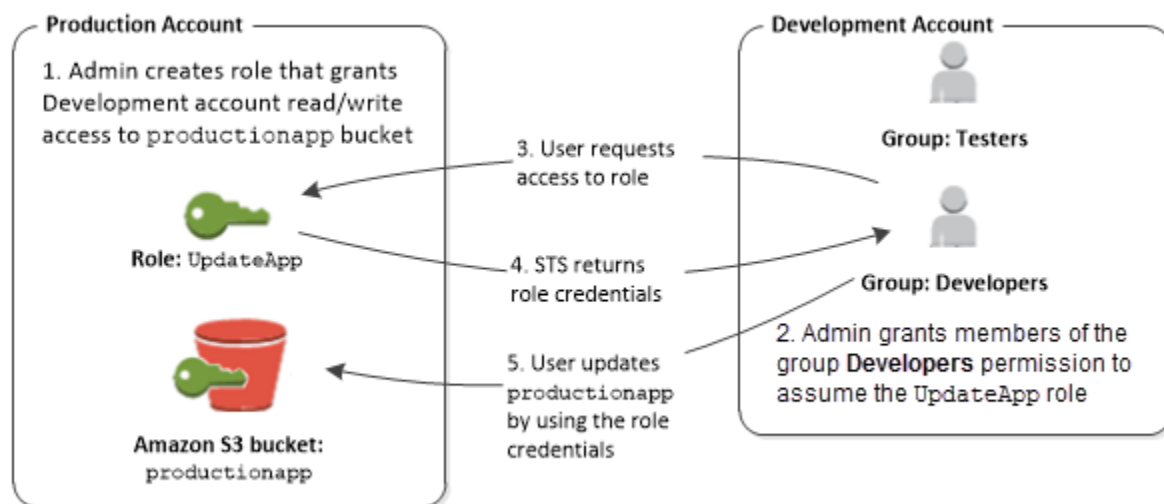 Production Account
1. Admin creates role that grants
Development account read/write
access to productionapp bucket
Role: UpdateApp
Amazon S3 bucket:
productionapp
3. User requests
access to role
4. STS returns
role credentials
5. User updates
productionapp
by using the role
credentials
Development Account
Group: Testers
Group: Developers
2. Admin grants members of the
group Developers permission to
assume the UpdateApp role